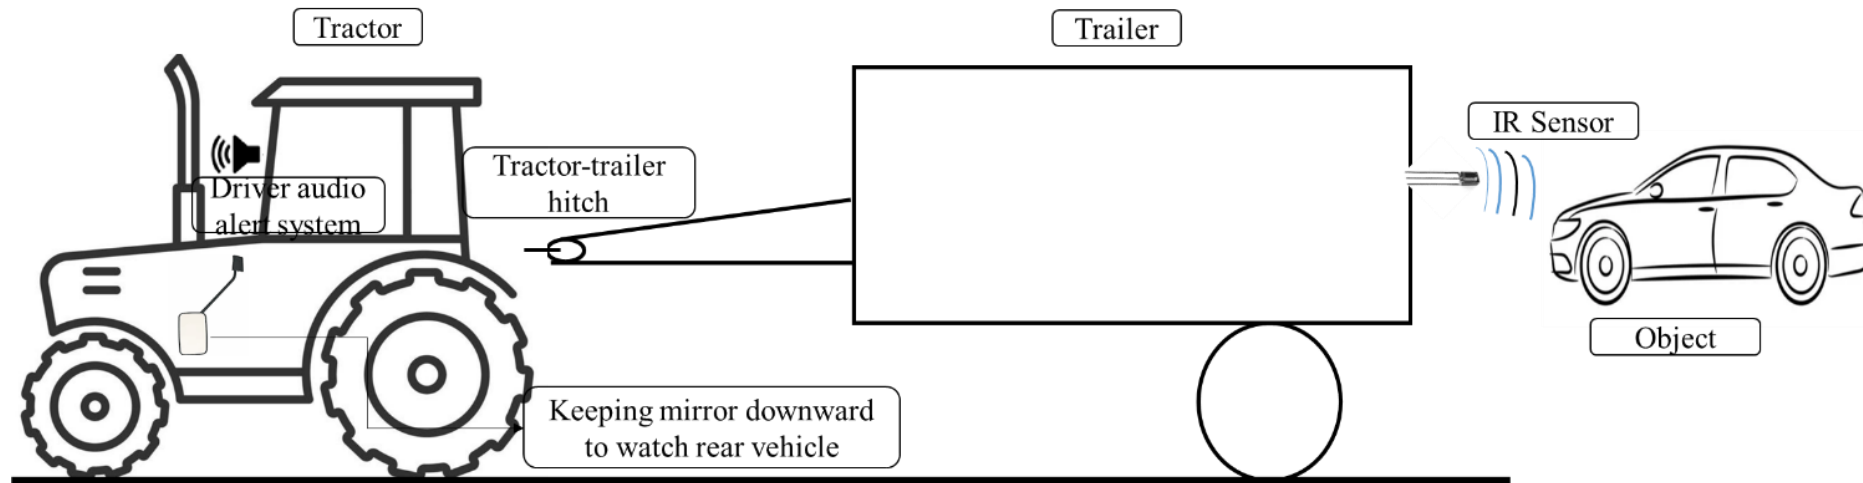 Tractor
Trailer
IR Sensor
Tractor-trailer
hitch
Driver audio
alert system
Object
Keeping mirror downward
to watch rear vehicle